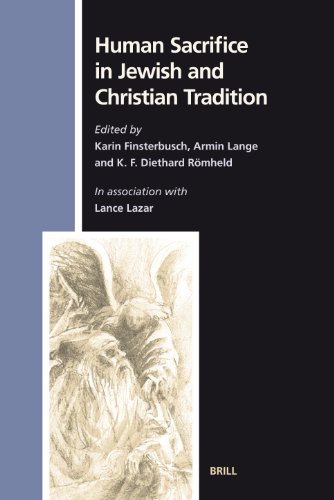 Human Sacrifice
in Jewish and
Christian Tradition
Edited by
Karin Finsterbusch, Armin Lange
and K. F. Diethard Römheld
In association with
Lance Lazar
BRILL